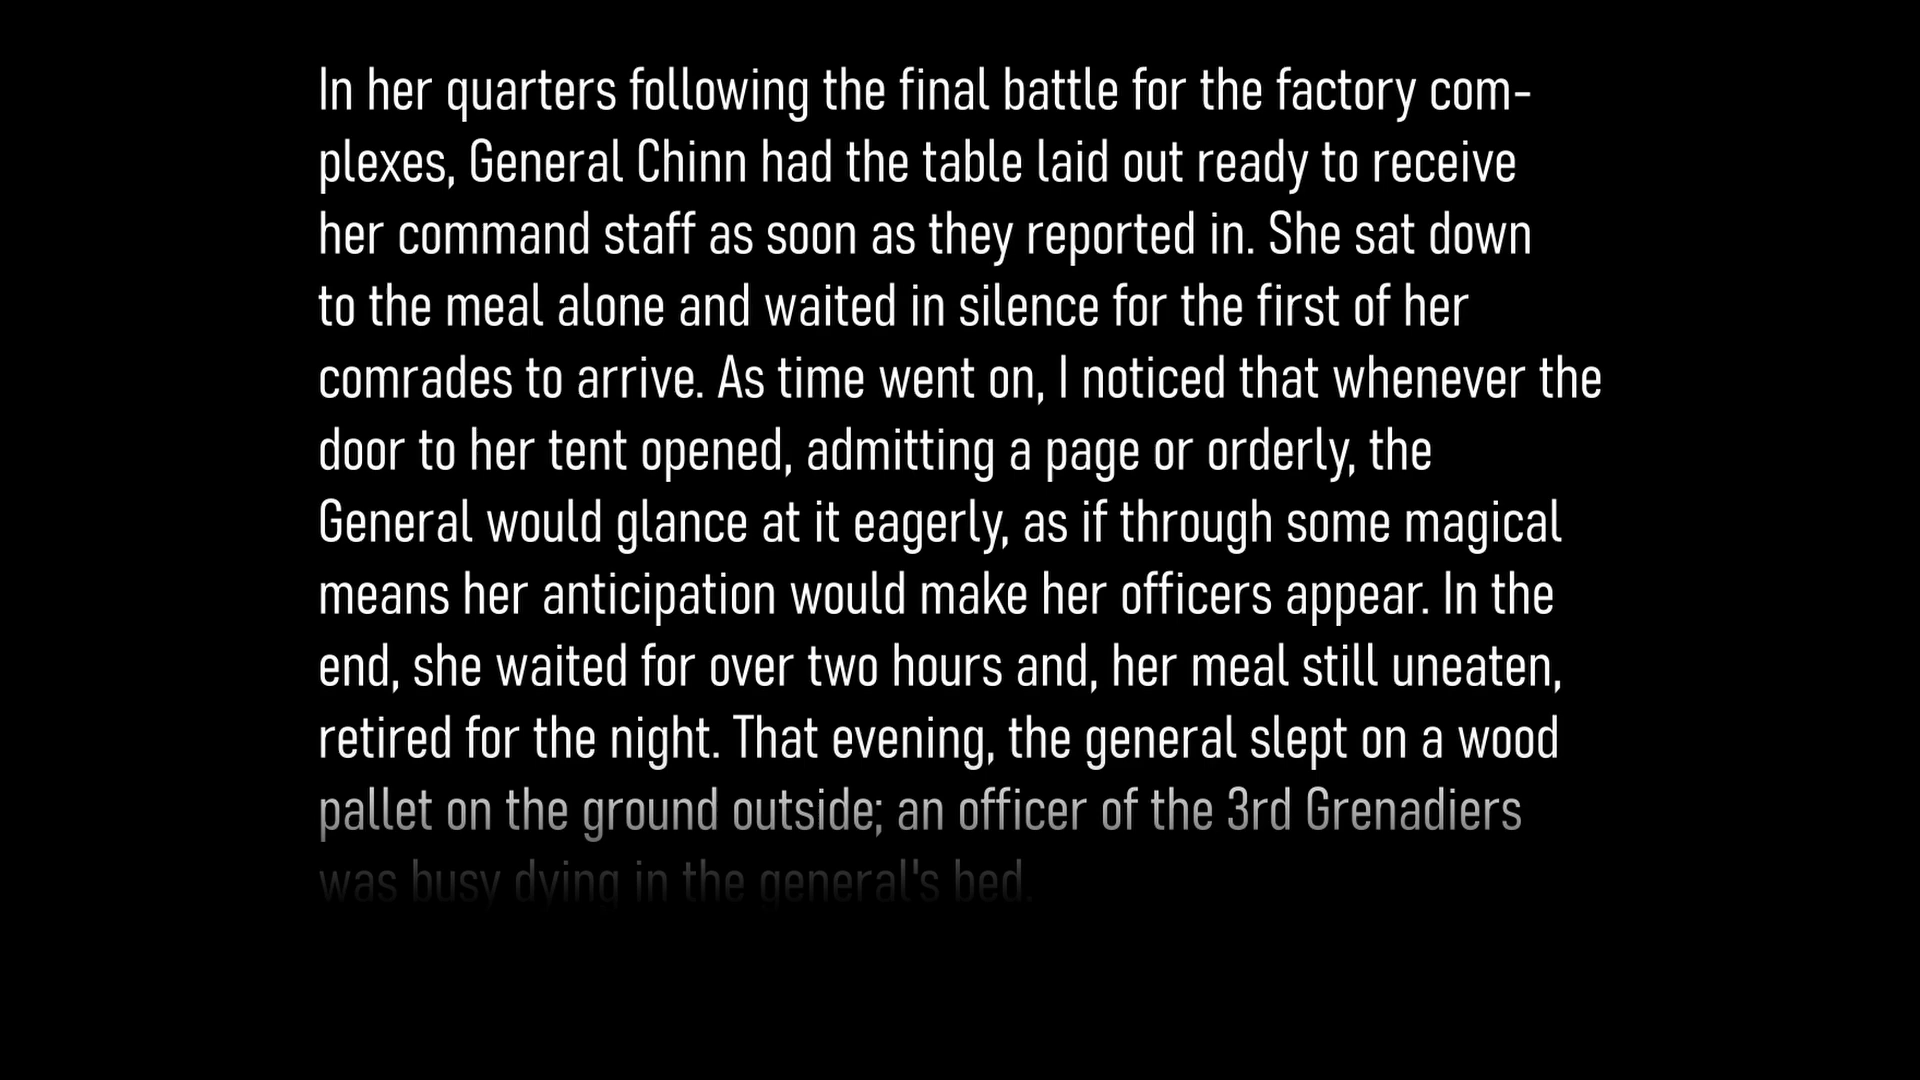 In her quarters following the final battle for the factory com-
plexes, General Chinn had the table laid out ready to receive
her command staff as soon as they reported in. She sat down
to the meal alone and waited in silence for the first of her
comrades to arrive. As time went on, I noticed that whenever the
door to her tent opened, admitting a page or orderly, the
General would glance at it eagerly, as if through some magical
means her anticipation would make her officers appear. In the
end, she waited for over two hours and, her meal still uneaten,
retired for the night. That evening, the general slept on a wood
pallet on the ground outside; an officer of the 3rd Grenadiers
was busy dying in the general's bed.